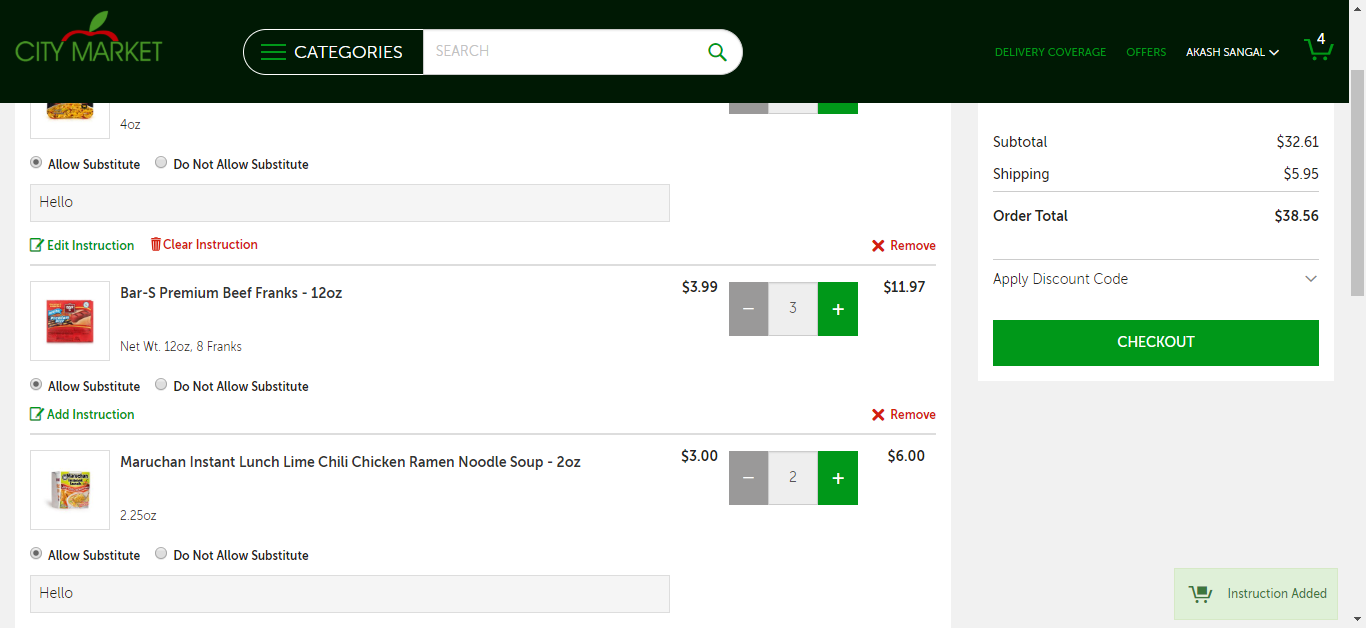 CITY MARKET
CATEGORIES
SEARCH
DELIVERY COVERAGE
OFFERS
AKASH SANGAL
4
4oz
Allow Substitute
Do Not Allow Substitute
Hello
Edit Instruction
Clear Instruction
Remove
Bar-S Premium Beef Franks - 12oz
$3.99
−
3
+
$11.97
Net Wt. 12oz, 8 Franks
Allow Substitute
Do Not Allow Substitute
Add Instruction
Remove
Maruchan Instant Lunch Lime Chili Chicken Ramen Noodle Soup - 2oz
$3.00
−
2
+
$6.00
Maruchan
2.25oz
Allow Substitute
Do Not Allow Substitute
Hello
Subtotal
$32.61
Shipping
$5.95
Order Total
$38.56
Apply Discount Code
CHECKOUT
Instruction Added